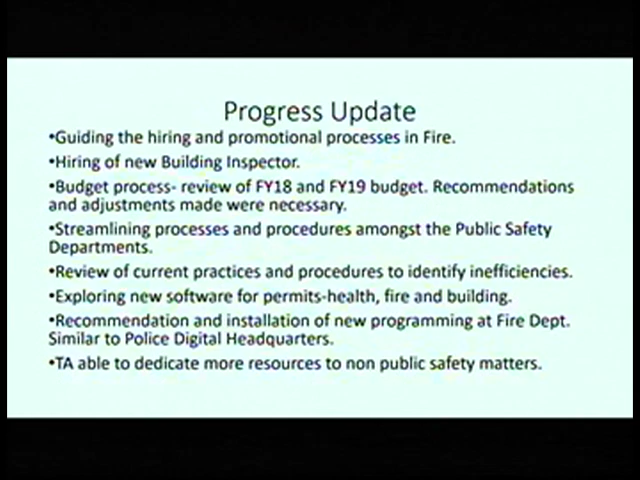 Progress Update
•Guiding the hiring and promotional processes in Fire.
•Hiring of new Building Inspector.
•Budget process- review of FY18 and FY19 budget. Recommendations
and adjustments made were necessary.
•Streamlining processes and procedures amongst the Public Safety
Departments.
•Review of current practices and procedures to identify inefficiencies.
•Exploring new software for permits-health, fire and building.
•Recommendation and installation of new programming at Fire Dept.
Similar to Police Digital Headquarters.
•TA able to dedicate more resources to non public safety matters.